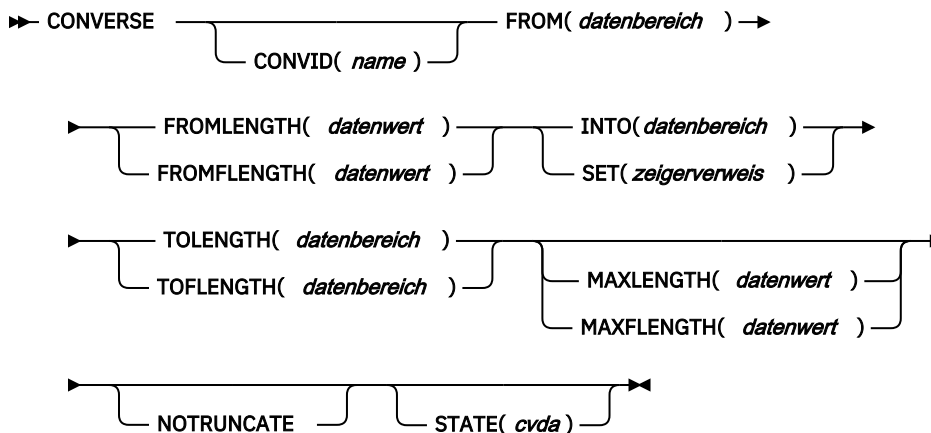 CONVERSE FROM( datenbereich )
CONVID( name )
FROMLENGTH( datenwert ) INTO(datenbereich )
FROMFLENGTH( datenwert ) SET(zeigerverweis )
TOLENGTH( datenbereich )
TOFLENGTH( datenbereich ) MAXLENGTH( datenwert )
MAXFLENGTH( datenwert )
NOTRUNCATE STATE( cvda )